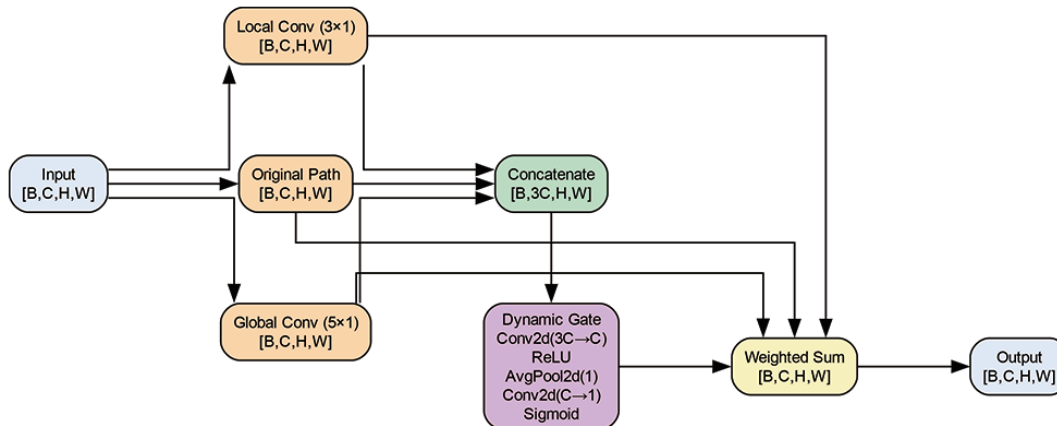 Local Conv (3×1)
[B,C,H,W]
Input
[B,C,H,W]
Original Path
[B,C,H,W]
Concatenate
[B,3C,H,W]
Global Conv (5×1)
[B,C,H,W]
Dynamic Gate
Conv2d(3C→C)
ReLU
AvgPool2d(1)
Conv2d(C→1)
Sigmoid
Weighted Sum
[B,C,H,W]
Output
[B,C,H,W]